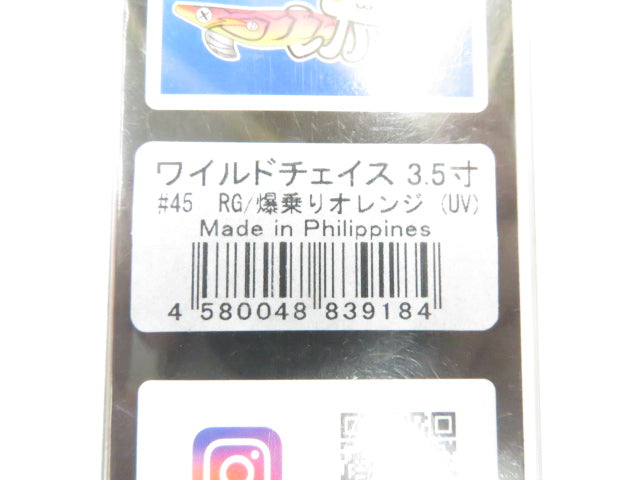 ワイルドチェイス 3.5寸
#45 RG/爆乗りオレンジ (UV)
Made in Philippines
4 580048 839184